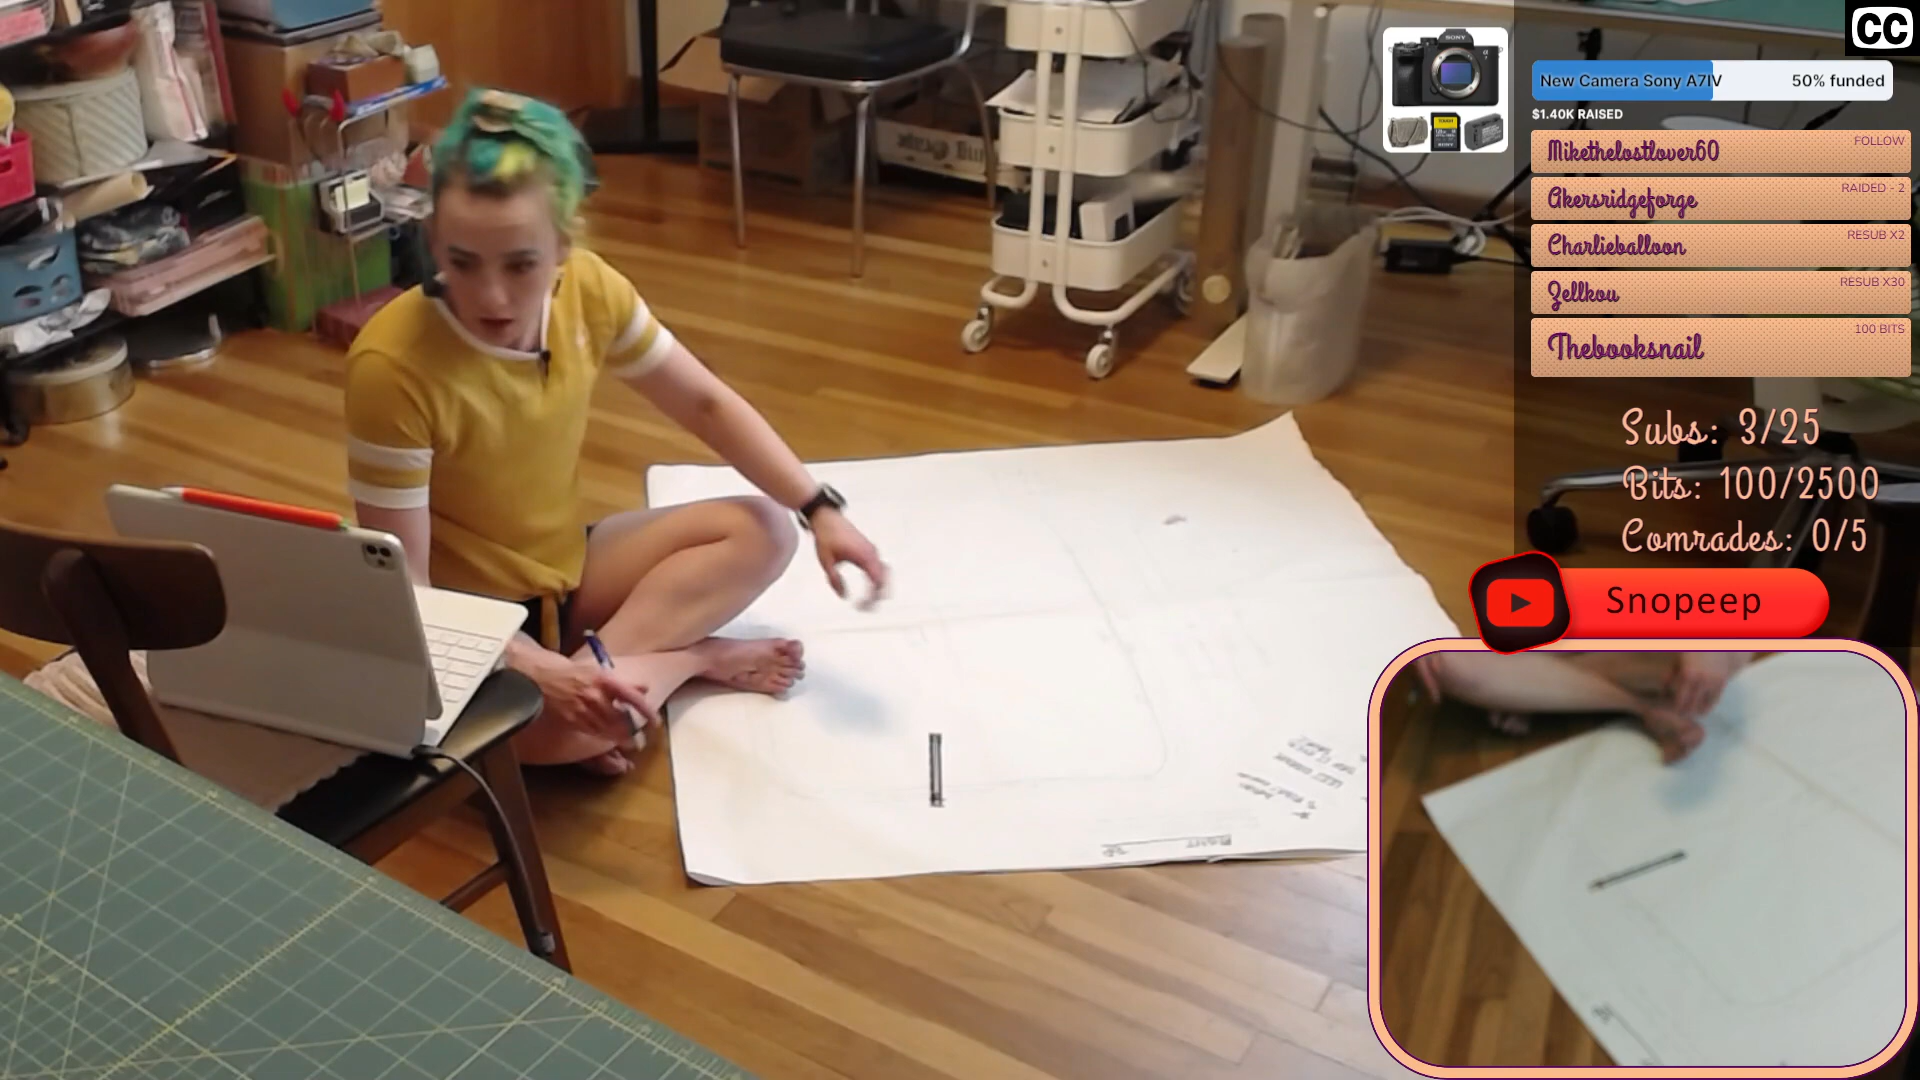 CC
SONY
New Camera Sony A7IV
50% funded
$1.40K RAISED
Mikethelostlover60
FOLLOW
Akersridgeforge
RAIDED - 2
Charlieballoon
RESUB X2
Zellkou
RESUB X30
Thebooksnail
100 BITS
Subs: 3/25
Bits: 100/2500
Comrades: 0/5
Snopeep